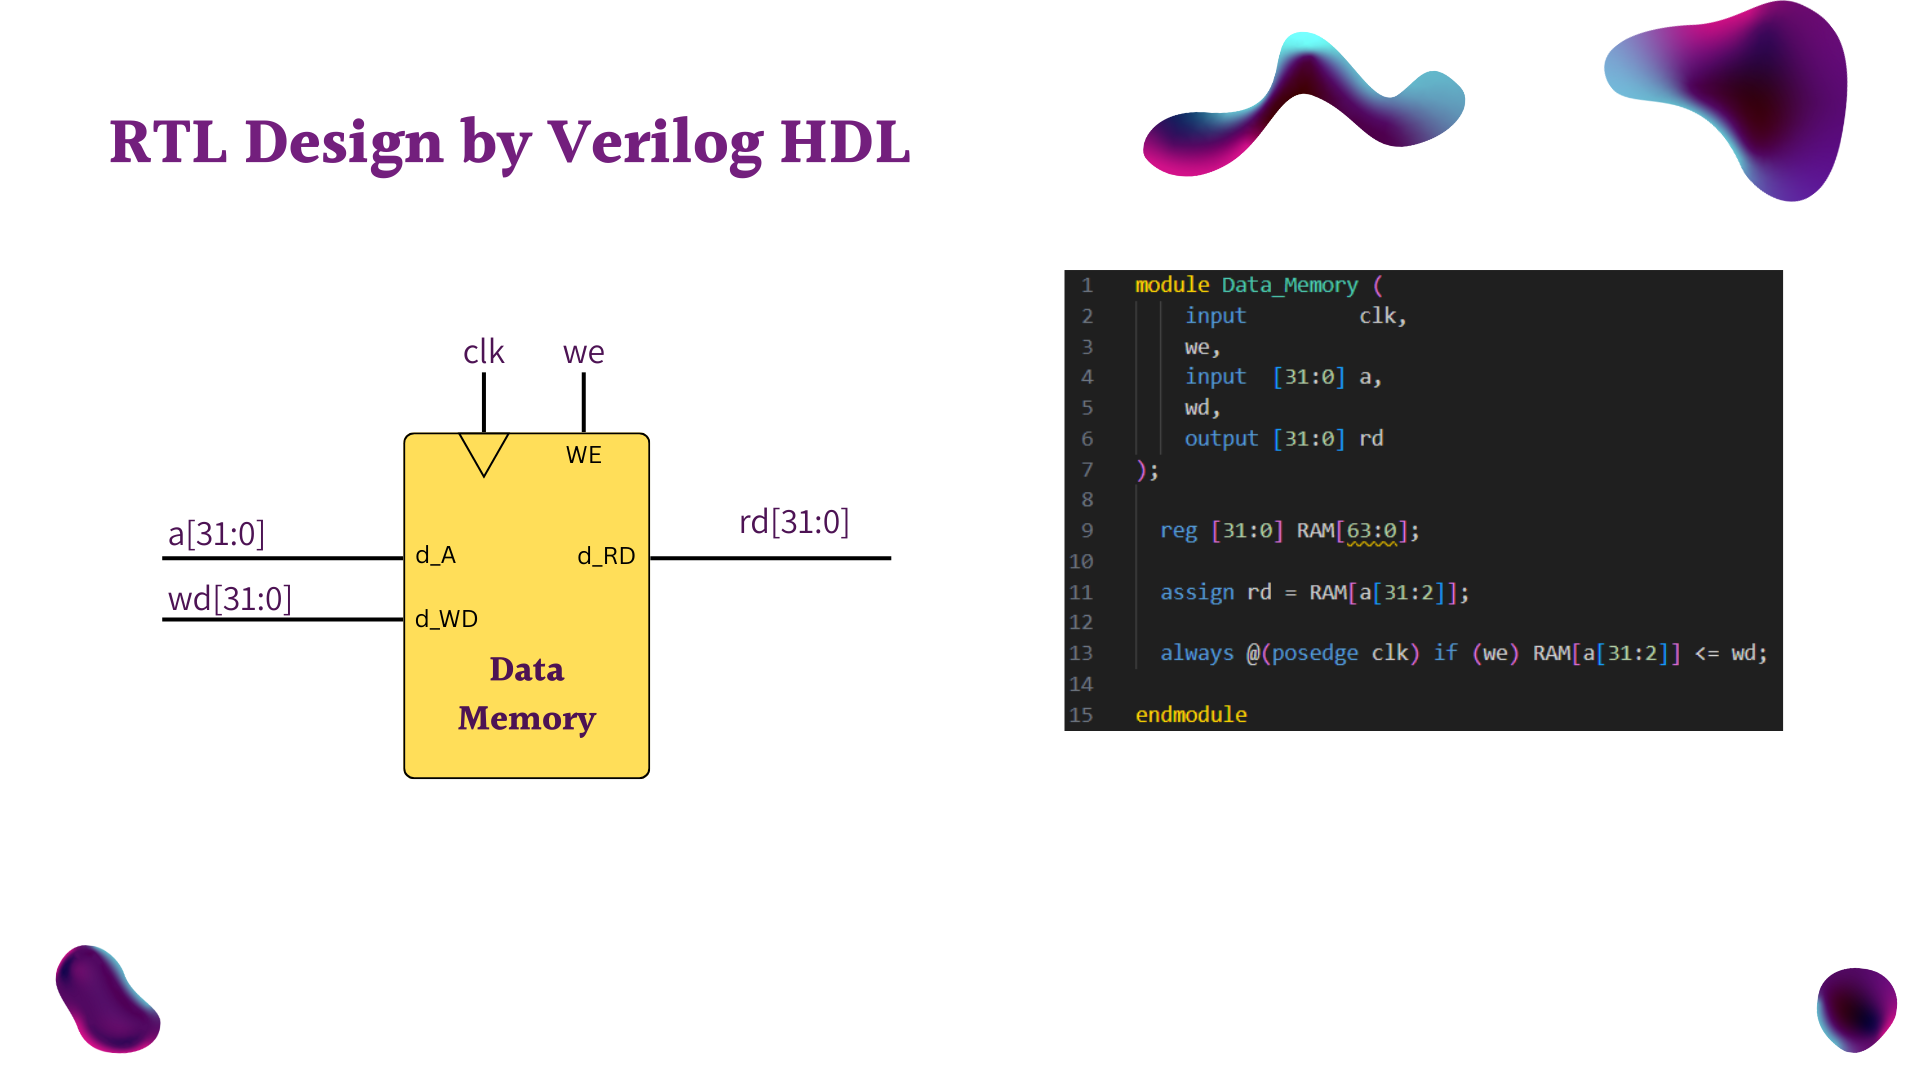 RTL Design by Verilog HDL
clk we
WE
a[31:0]
rd[31:0]
d_A d_RD
wd[31:0]
d_WD
Data
Memory
1 module Data_Memory (
2 input clk,
3 we,
4 input [31:0] a,
5 wd,
6 output [31:0] rd
7 );
8
9 reg [31:0] RAM[63:0];
10
11 assign rd = RAM[a[31:2]];
12
13 always @(posedge clk) if (we) RAM[a[31:2]] <= wd;
14
15 endmodule